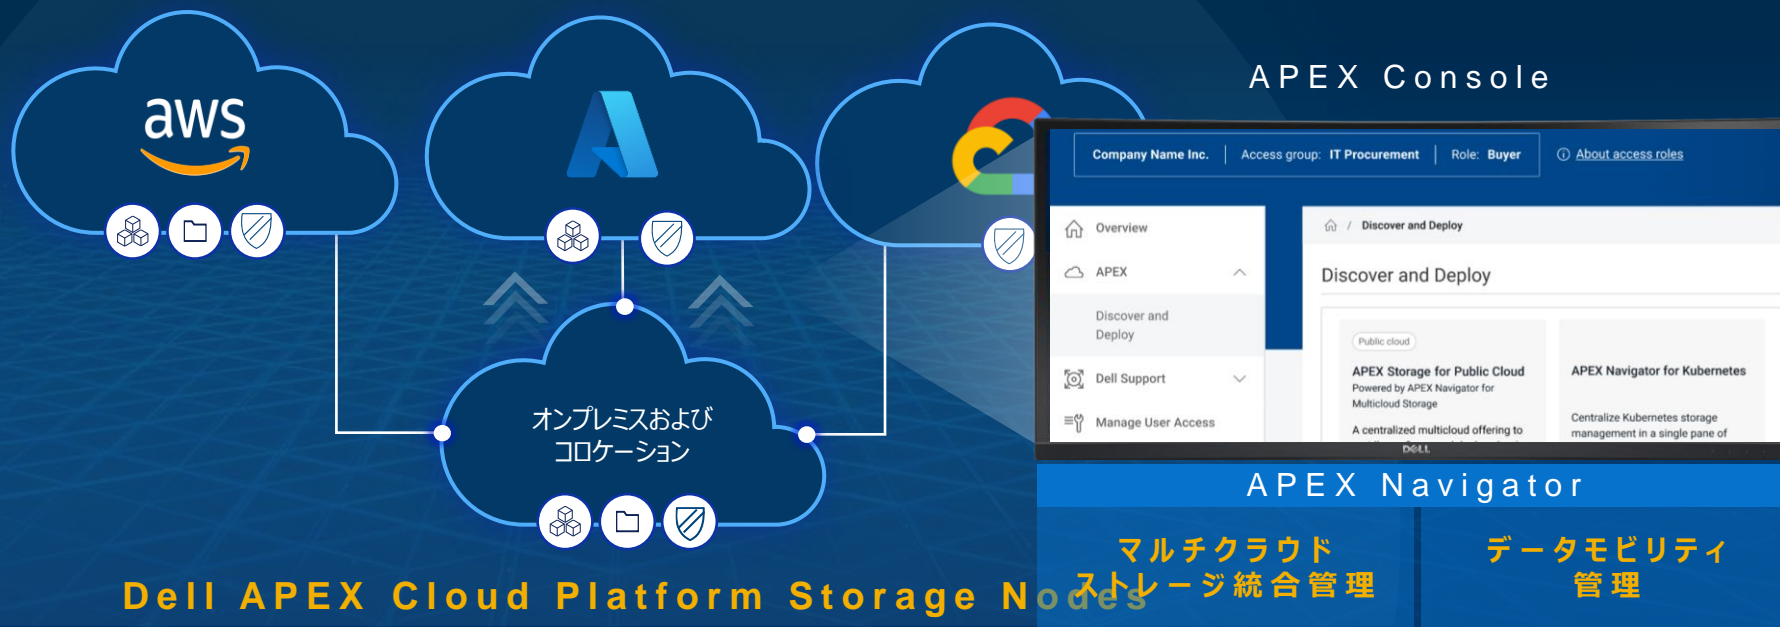 aws
オンプレミスおよび
コロケーション
Dell APEX Cloud Platform Storage Nodes
APEX Console
Company Name Inc.
Access group: IT Procurement
Role: Buyer
About access roles
Overview
APEX
Discover and
Deploy
Dell Support
Manage User Access
/ Discover and Deploy
Discover and Deploy
Public cloud
APEX Storage for Public Cloud
Powered by APEX Navigator for
Multicloud Storage
A centralized multicloud offering to
APEX Navigator for Kubernetes
Centralize Kubernetes storage
management in a single pane of
DELL
APEX Navigator
マルチクラウド
ストレージ統合管理
データモビリティ
管理